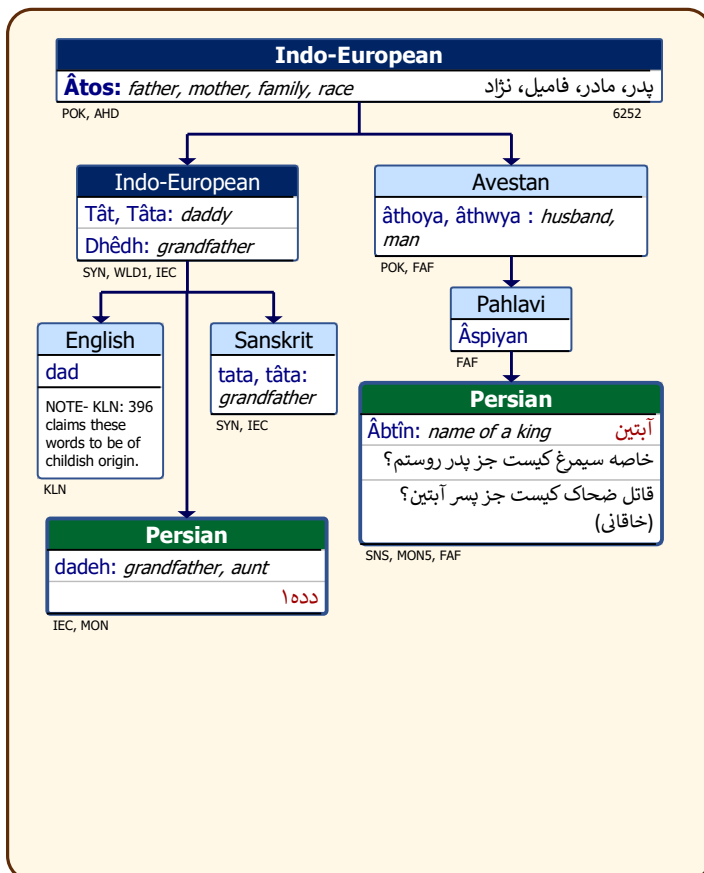 Indo-European
Âtos: father, mother, family, race پدر، مادر، فامیل، نژاد
POK, AHD 6252
Indo-European
Tât, Tâta: daddy
Dhêdh: grandfather
SYN, WLD1, IEC
Avestan
âthoya, âthwya : husband,
man
POK, FAF
Pahlavi
Âspiyan
FAF
English
dad
NOTE- KLN: 396
claims these
words to be of
childish origin.
KLN
Sanskrit
tata, tâta:
grandfather
SYN, IEC
Persian
Âbtîn: name of a king آبتین
خاصه سیمرغ کیست جز پدر روستم؟
قاتل ضحاک کیست جز پسر آبتین؟
(خاقانی)
SNS, MON5, FAF
Persian
dadeh: grandfather, aunt
دده۱
IEC, MON